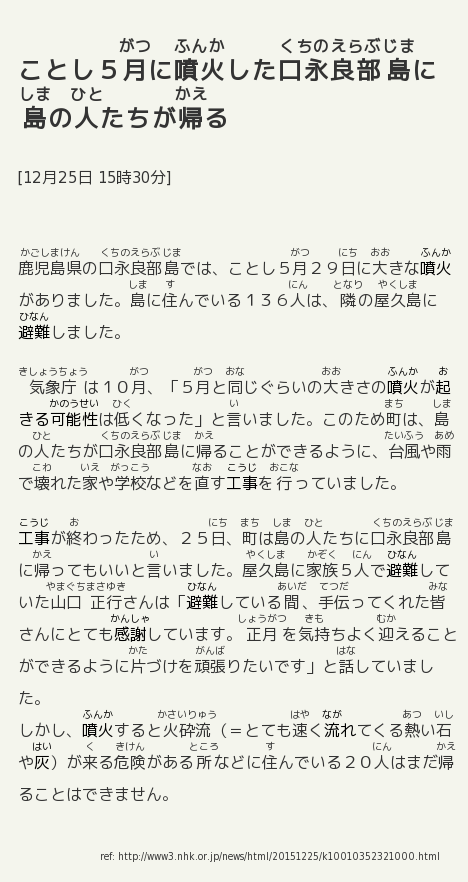 ことし５月に噴火した口永良部島に
島の人たちが帰る
[12月25日 15時30分]
鹿児島県の口永良部島では、ことし５月２９日に大きな噴火
がありました。島に住んでいる１３６人は、隣の屋久島に
避難しました。
気象庁は１０月、「５月と同じぐらいの大きさの噴火が起
きる可能性は低くなった」と言いました。このため町は、島
の人たちが口永良部島に帰ることができるように、台風や雨
で壊れた家や学校などを直す工事を行っていました。
工事が終わったため、２５日、町は島の人たちに口永良部島
に帰ってもいいと言いました。屋久島に家族５人で避難して
いた山口正行さんは「避難している間、手伝ってくれた皆
さんにとても感謝しています。正月を気持ちよく迎えること
ができるように片づけを頑張りたいです」と話していまし
た。
しかし、噴火すると火砕流（＝とても速く流れてくる熱い石
や灰）が来る危険がある所などに住んでいる２０人はまだ帰
ることはできません。
ref: http://www3.nhk.or.jp/news/html/20151225/k10010352321000.html